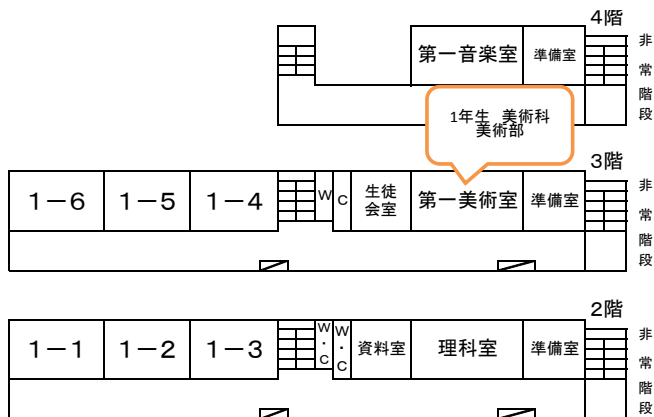 4階
第一音楽室
準備室
非
常
階
段
1年生 美術科
美術部
3階
1－6
1－5
1－4
W
C
生徒
会室
第一美術室
準備室
非
常
階
段
2階
1－1
1－2
1－3
W・C
W・C
資料室
理科室
準備室
非
常
階
段